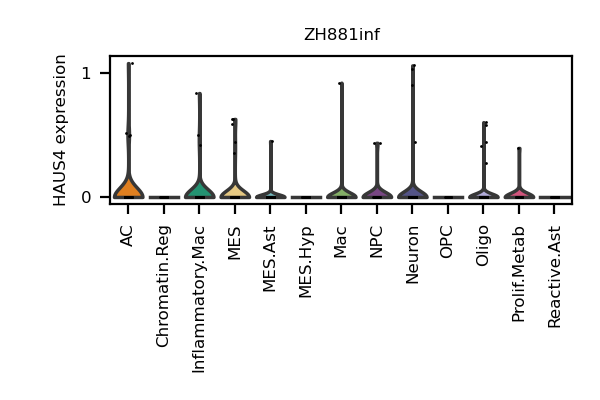 ZH881inf
HAUS4 expression
1
0
AC
Chromatin.Reg
Inflammatory.Mac
MES
MES.Ast
MES.Hyp
Mac
NPC
Neuron
OPC
Oligo
Prolif.Metab
Reactive.Ast